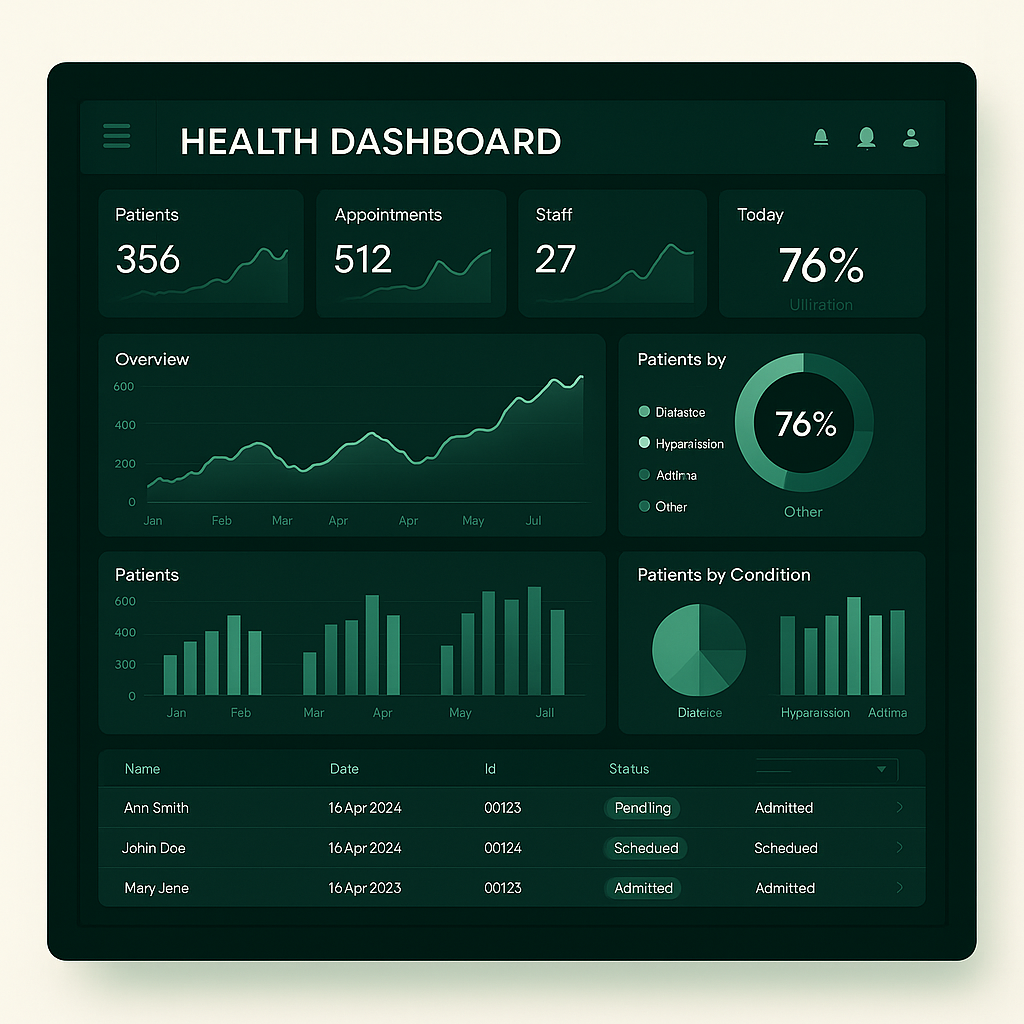 HEALTH DASHBOARD
Patients
356
Appointments
512
Staff
27
Today
76%
Ulliration
Overview
600
400
200
0
Jan Feb Mar Apr Apr May Jul
Patients by
Diatastce
Hyparaission
Adtima
Other
76%
Other
Patients
600
400
300
0
Jan Feb Mar Apr May Jall
Patients by Condition
Diateice
Hyparaission Adtima
Name Date Id Status
Ann Smith 16 Apr 2024 00123 Pendling Admitted
Johin Doe 16 Apr 2024 00124 Schedued Schedued
Mary Jene 16 Apr 2023 00123 Admitted Admitted